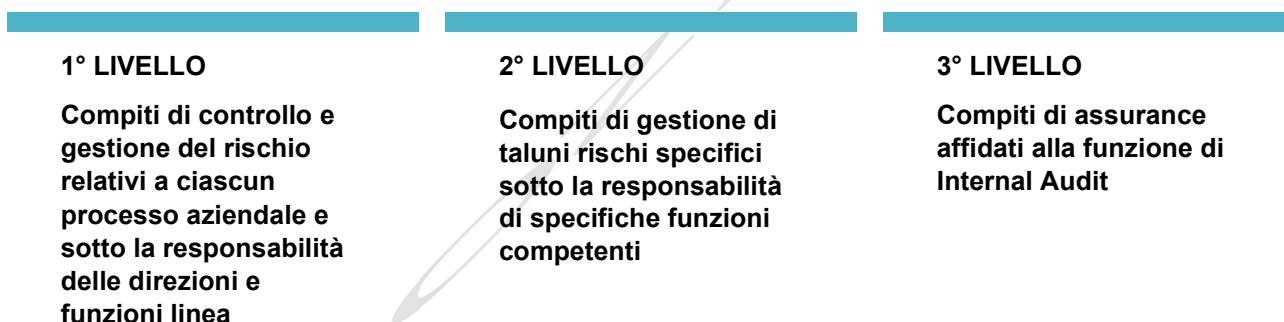 1° LIVELLO
Compiti di controllo e
gestione del rischio
relativi a ciascun
processo aziendale e
sotto la responsabilità
delle direzioni e
funzioni linea
2° LIVELLO
Compiti di gestione di
taluni rischi specifici
sotto la responsabilità
di specifiche funzioni
competenti
3° LIVELLO
Compiti di assurance
affidati alla funzione di
Internal Audit